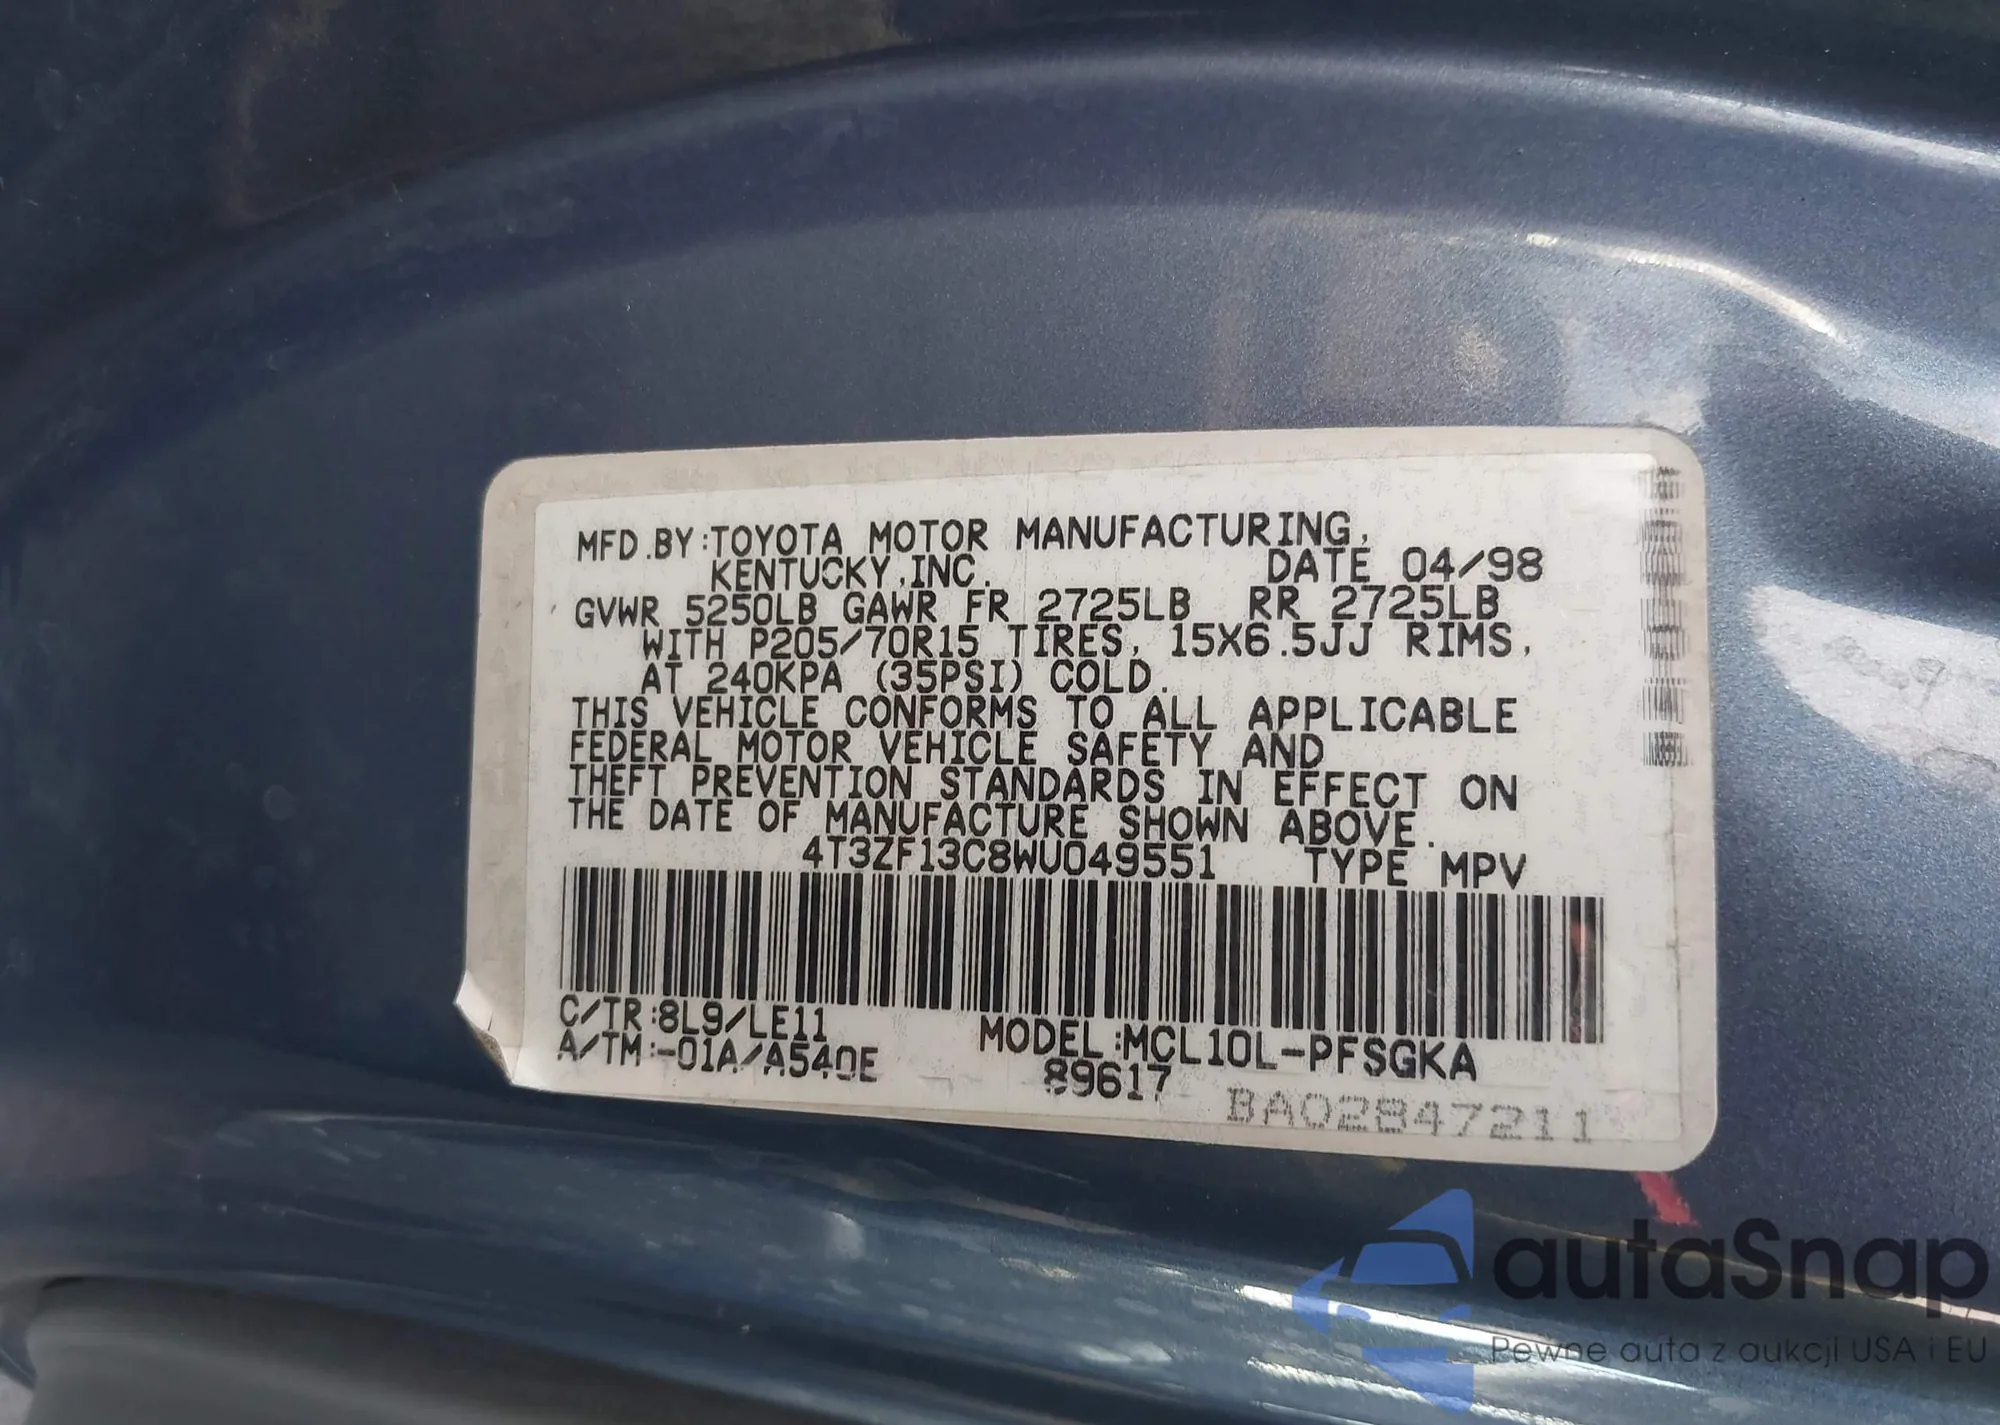 MFD.BY:TOYOTA MOTOR MANUFACTURING,
KENTUCKY,INC. DATE 04/98
GVWR 5250LB GAWR FR 2725LB RR 2725LB
WITH P205/70R15 TIRES, 15X6.5JJ RIMS,
AT 240KPA (35PSI) COLD.
THIS VEHICLE CONFORMS TO ALL APPLICABLE
FEDERAL MOTOR VEHICLE SAFETY AND
THEFT PREVENTION STANDARDS IN EFFECT ON
THE DATE OF MANUFACTURE SHOWN ABOVE.
4T3ZF13C8WU049551 TYPE MPV
C/TR:8L9/LE11
MODEL:MCL10L-PFSGKA
A/TM:-01A/A540E
89617
BA02847211
autaSnap
Pewne auta z aukcji USA i EU